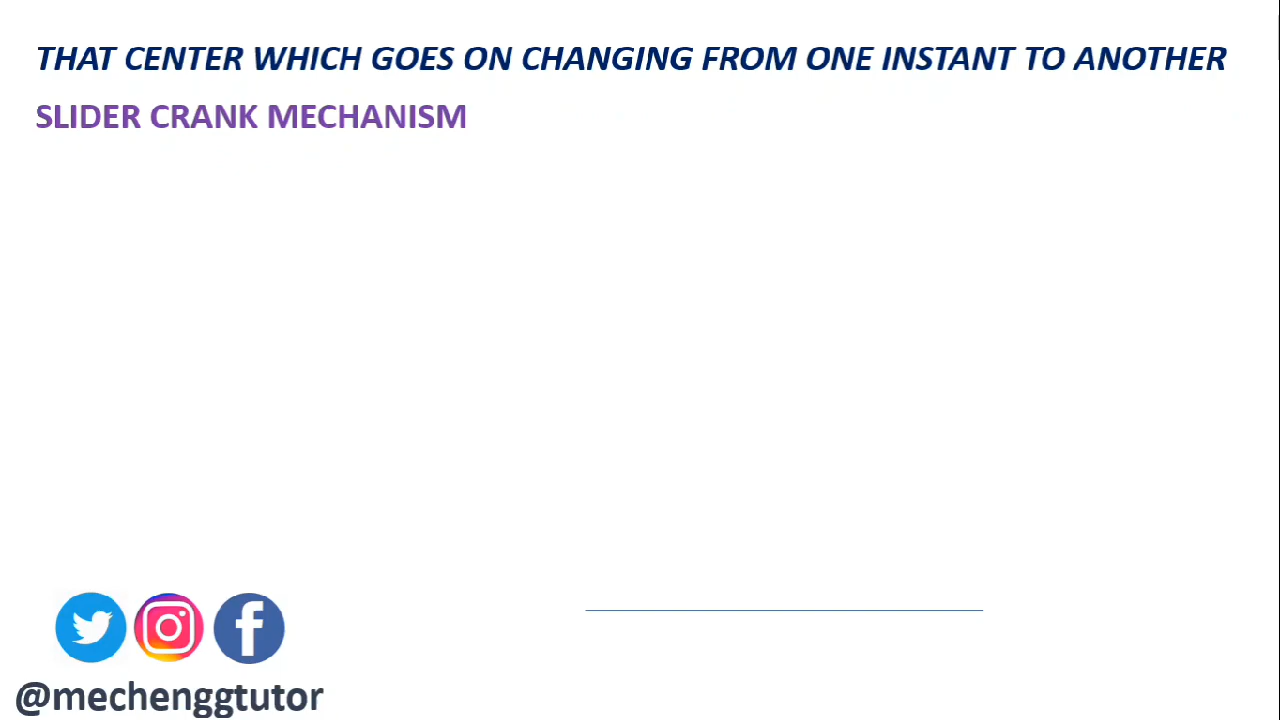 THAT CENTER WHICH GOES ON CHANGING FROM ONE INSTANT TO ANOTHER
SLIDER CRANK MECHANISM
@mechenggtutor